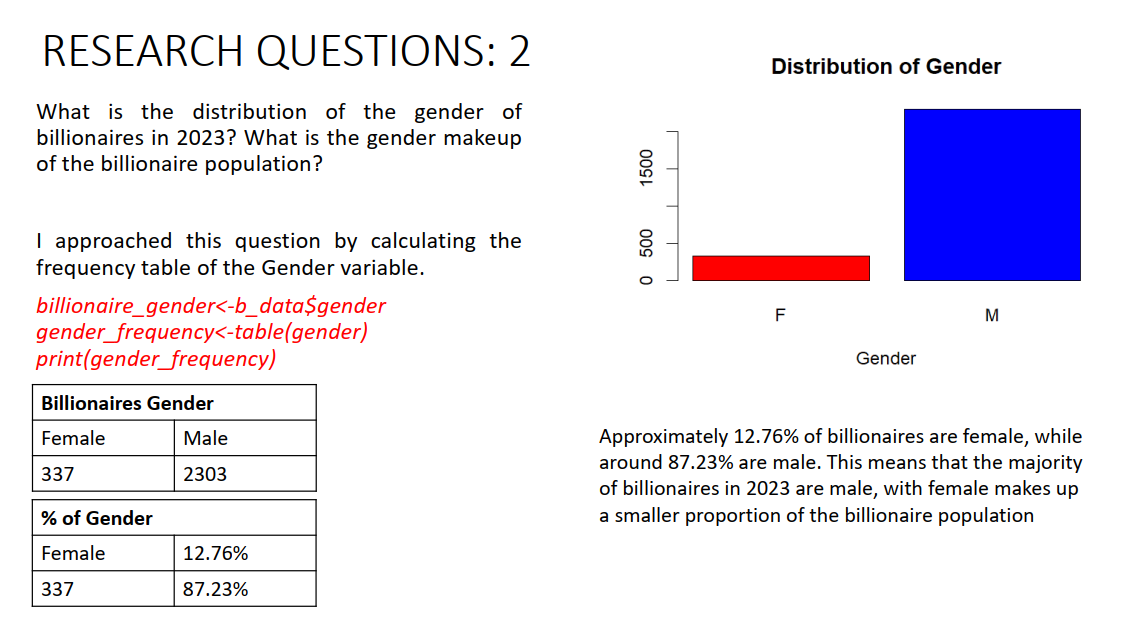 RESEARCH QUESTIONS: 2
What is the distribution of the gender of
billionaires in 2023? What is the gender makeup
of the billionaire population?
I approached this question by calculating the
frequency table of the Gender variable.
billionaire_gender<-b_data$gender
gender_frequency<-table(gender)
print(gender_frequency)
Billionaires Gender
Female Male
337 2303
% of Gender
Female 12.76%
337 87.23%
Distribution of Gender
1500
500
0
F M
Gender
Approximately 12.76% of billionaires are female, while
around 87.23% are male. This means that the majority
of billionaires in 2023 are male, with female makes up
a smaller proportion of the billionaire population